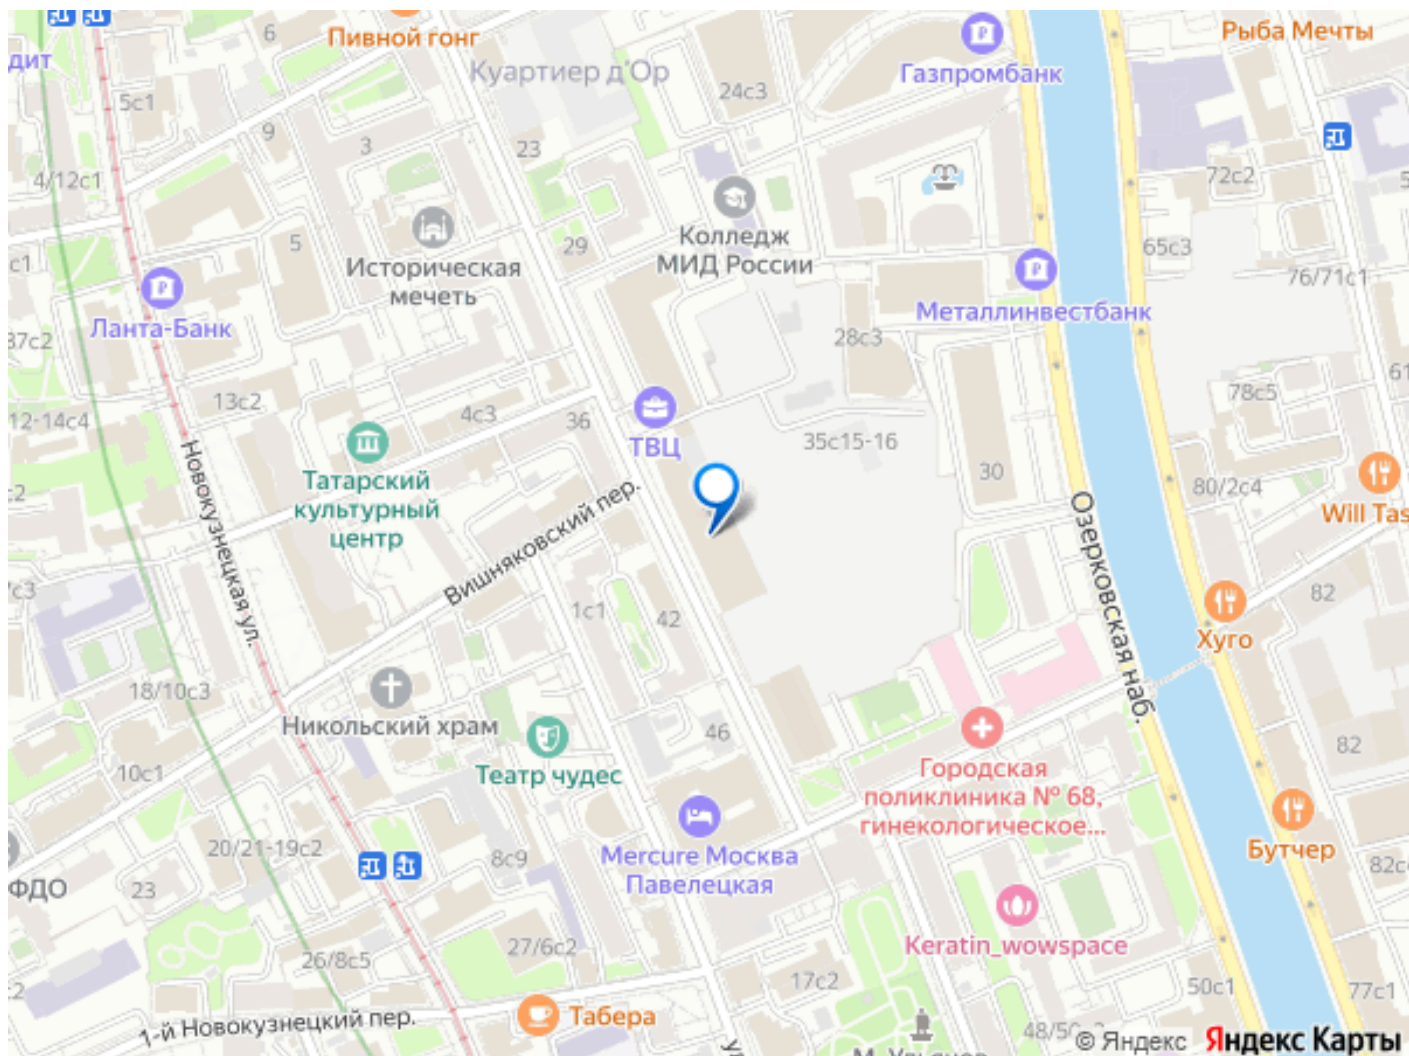 Пивной гонг
6
Рыба Мечты
дит
Куартиер д'Ор
Газпромбанк
5с1
24с3
9
3
23
4/12с1
72с2
Колледж
МИД России
29
5
65с3
Историческая
мечеть
76/71с1
с1
Ланта-Банк
Металлинвестбанк
37с2
28с3
61
78с5
13с2
12-14с4
4с3
36
ТВЦ
35с15-16
30
Татарский
культурный
центр
80/2с4
Will Tas
Новокузнецкая ул.
Вишняковский пер.
Озерковская наб.
7с3
1с1
42
82
Хуго
18/10с3
Никольский храм
46
82
10с1
Театр чудес
Городская
поликлиника № 68,
гинекологическое...
20/21-19с2
8с9
Mercure Москва
Павелецкая
Бутчер
82с
ФДО
23
Keratin_wowspace
27/6с2
26/8с5
17с2
50с1
77с1
1-й Новокузнецкий пер.
Табера
© Яндекс Яндекс Карты